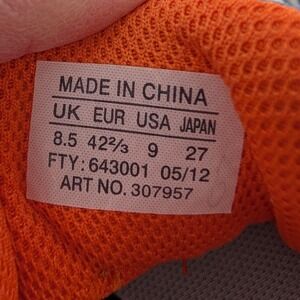 MADE IN CHINA
UK EUR USA JAPAN
8.5 42⅔ 9 27
FTY: 643001 05/12
ART NO. 307957